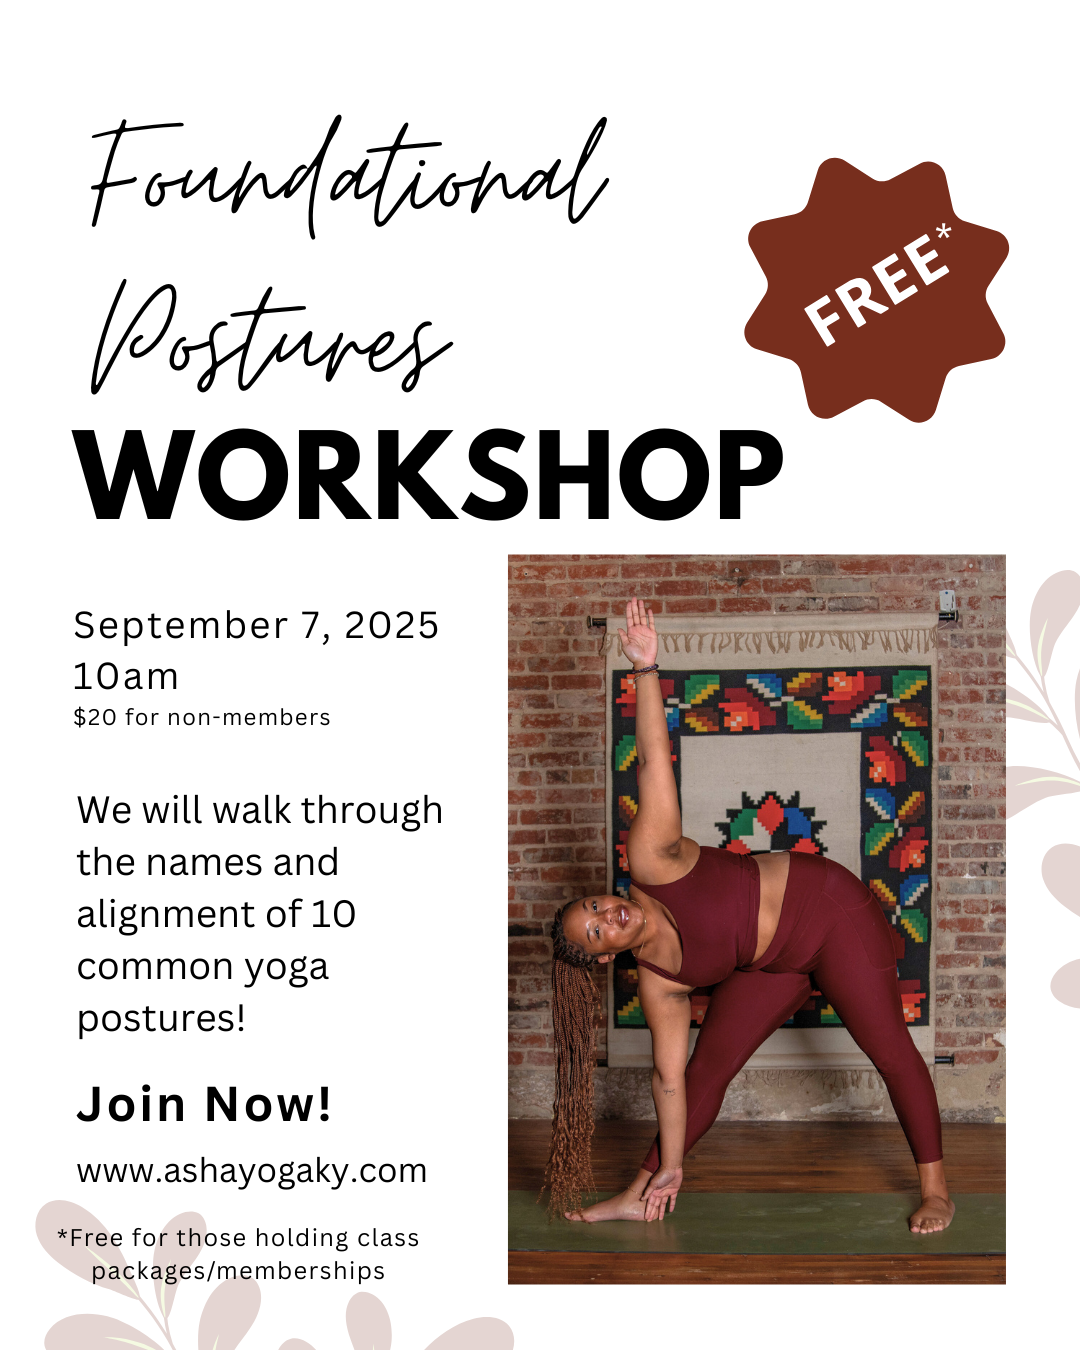 Foundational
Postures
WORKSHOP
FREE*
September 7, 2025
10am
$20 for non-members
We will walk through
the names and
alignment of 10
common yoga
postures!
Join Now!
www.ashayogaky.com
*Free for those holding class
packages/memberships